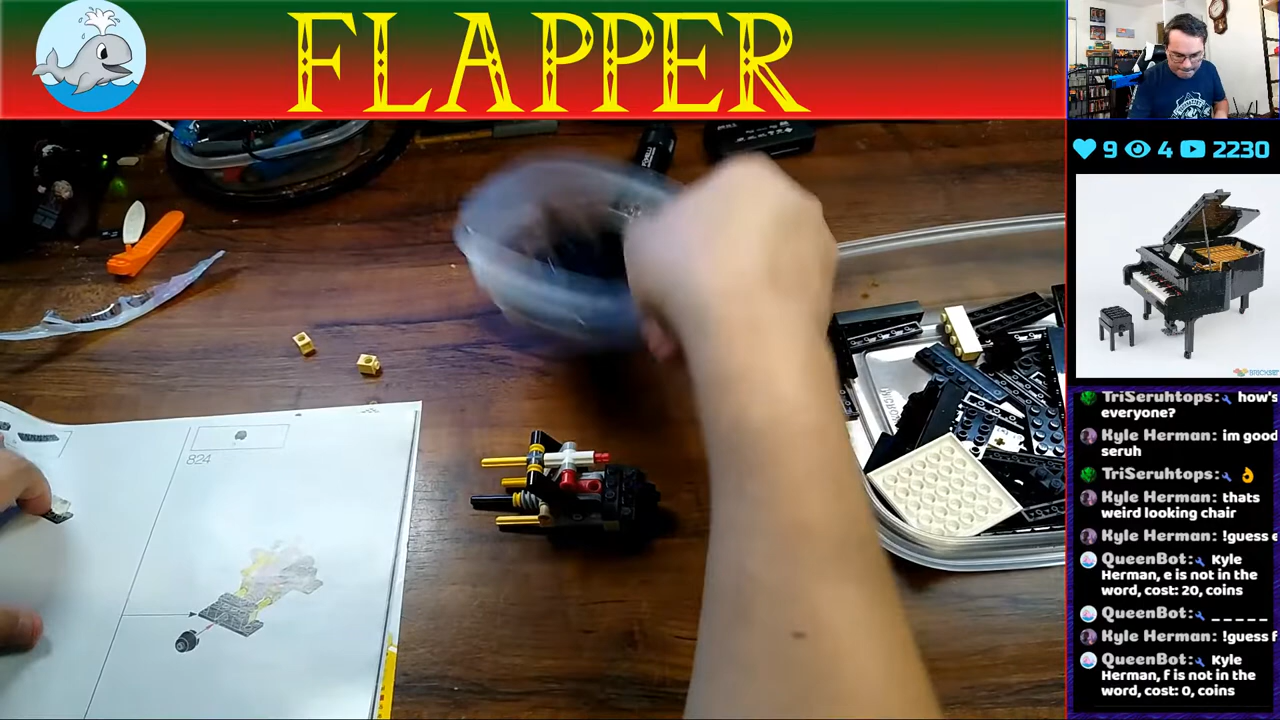 FLAPPER
9 4 2230
BRICKSET
TriSeruhtops: how's
everyone?
Kyle Herman: im good
seruh
TriSeruhtops: 👌
Kyle Herman: thats
weird looking chair
Kyle Herman: !guess e
QueenBot: Kyle
Herman, e is not in the
word, cost: 20, coins
QueenBot: _ _ _ _ _
Kyle Herman: !guess f
QueenBot: Kyle
Herman, f is not in the
word, cost: 0, coins
824